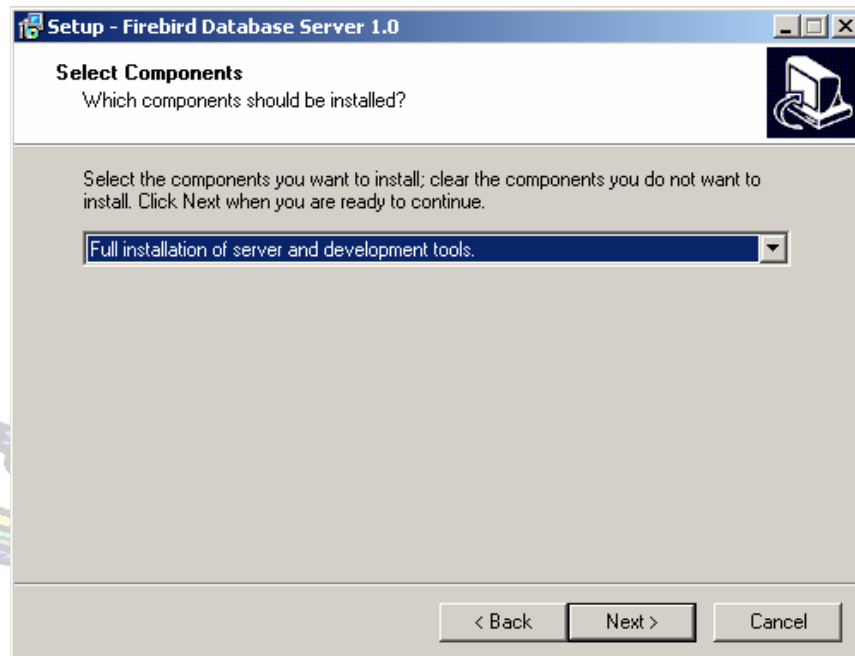 Setup - Firebird Database Server 1.0
Select Components
Which components should be installed?
Select the components you want to install; clear the components you do not want to
install. Click Next when you are ready to continue.
Full installation of server and development tools.
< Back Next > Cancel